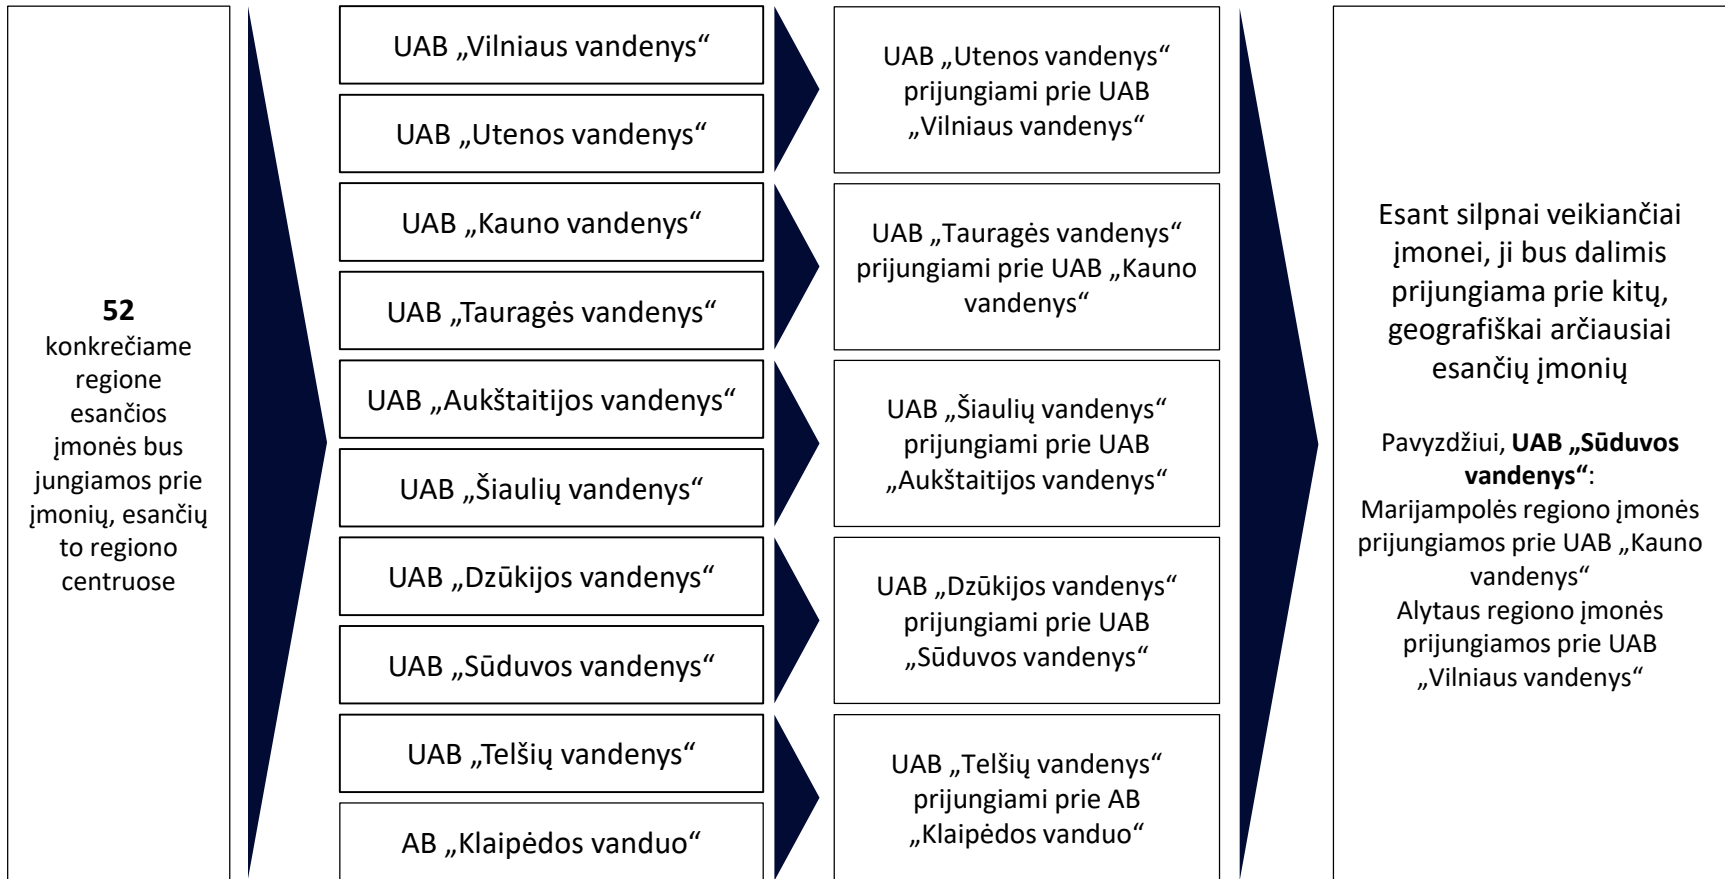 52
konkrečiame
regione
esančios
įmonės bus
jungiamos prie
įmonių, esančių
to regiono
centruose
UAB „Vilniaus vandenys“
UAB „Utenos vandenys“
UAB „Kauno vandenys“
UAB „Tauragės vandenys“
UAB „Aukštaitijos vandenys“
UAB „Šiaulių vandenys“
UAB „Dzūkijos vandenys“
UAB „Sūduvos vandenys“
UAB „Telšių vandenys“
AB „Klaipėdos vanduo“
UAB „Utenos vandenys“
prijungiami prie UAB
„Vilniaus vandenys“
UAB „Tauragės vandenys“
prijungiami prie UAB „Kauno
vandenys“
UAB „Šiaulių vandenys“
prijungiami prie UAB
„Aukštaitijos vandenys“
UAB „Dzūkijos vandenys“
prijungiami prie UAB
„Sūduvos vandenys“
UAB „Telšių vandenys“
prijungiami prie AB
„Klaipėdos vanduo“
Esant silpnai veikiančiai
įmonei, ji bus dalimis
prijungiama prie kitų,
geografiškai arčiausiai
esančių įmonių
Pavyzdžiui, UAB „Sūduvos
vandenys“:
Marijampolės regiono įmonės
prijungiamos prie UAB „Kauno
vandenys“
Alytaus regiono įmonės
prijungiamos prie UAB
„Vilniaus vandenys“